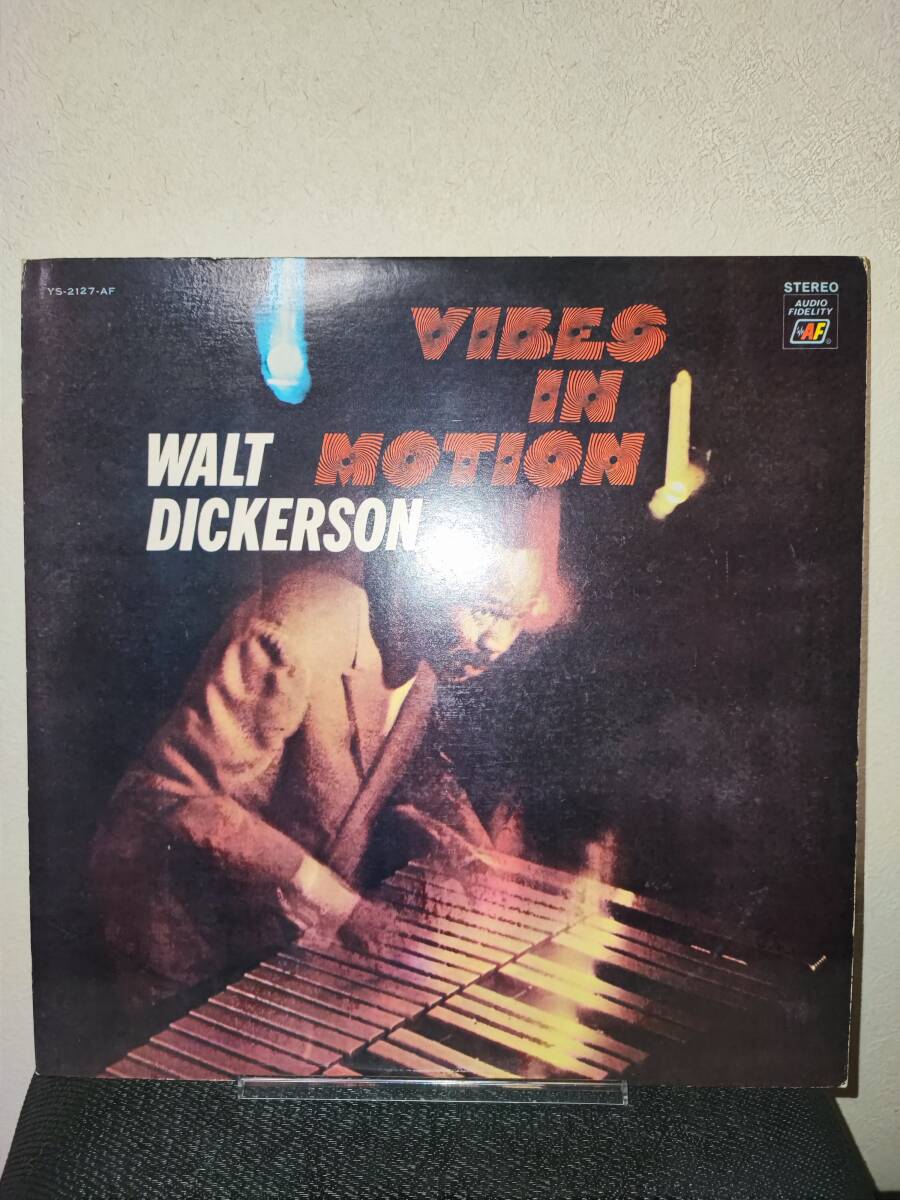 YS-2127-AF
STEREO
AUDIO
FIDELITY
AF
VIBES
IN
MOTION
WALT
DICKERSON